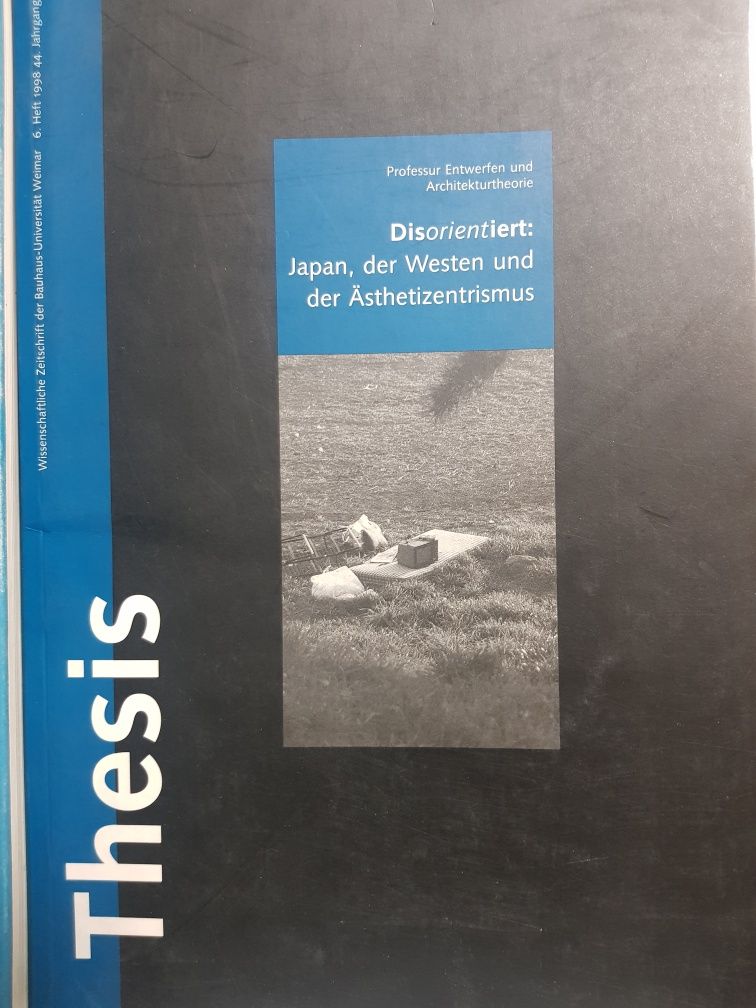 Wissenschaftliche Zeitschrift der Bauhaus-Universität Weimar 6. Heft 1998 44. Jahrgang
Thesis
Professur Entwerfen und
Architekturtheorie
Disorientiert:
Japan, der Westen und
der Ästhetizentrismus